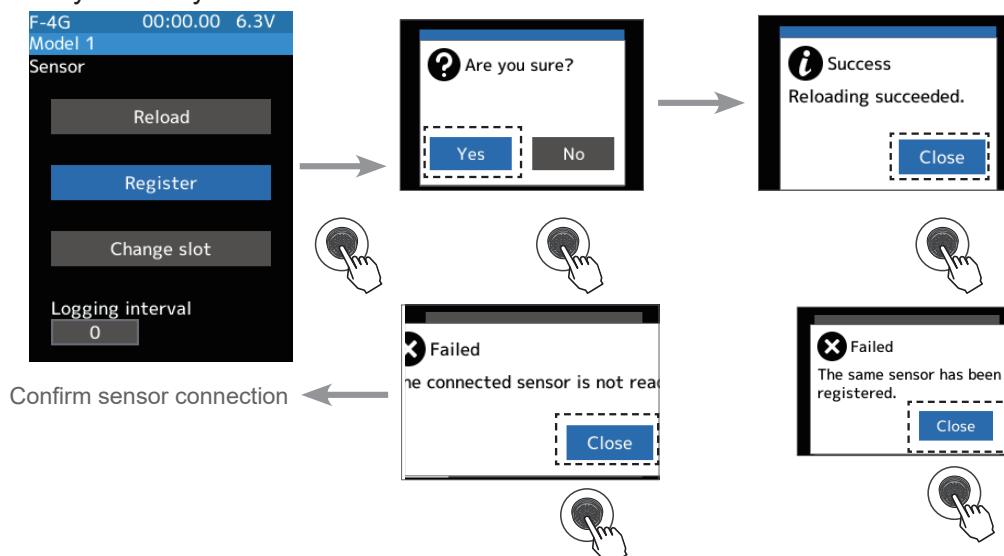 F-4G 00:00.00 6.3V
Model 1
Sensor
Reload
Register
Change slot
Logging interval
0
Are you sure?
Yes No
Success
Reloading succeeded.
Close
Failed
connected sensor is not
Close
Confirm sensor connection
Failed
The same sensor has been
registered.
Close